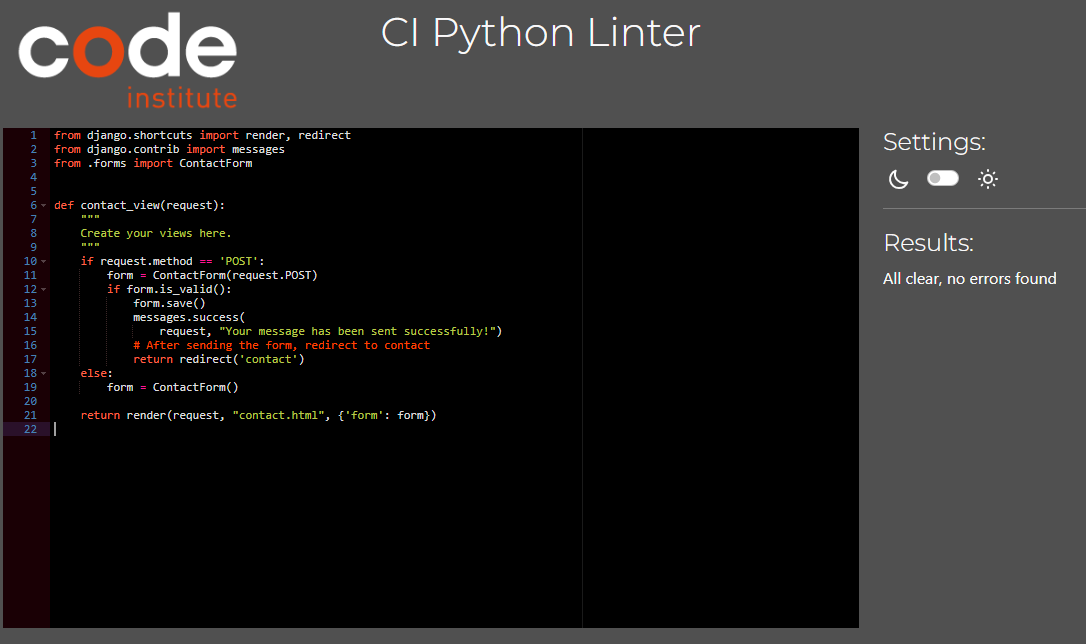 code
institute
CI Python Linter
1 from django.shortcuts import render, redirect
2 from django.contrib import messages
3 from .forms import ContactForm
4
5
6 def contact_view(request):
7     """
8     Create your views here.
9     """
10     if request.method == 'POST':
11         form = ContactForm(request.POST)
12         if form.is_valid():
13             form.save()
14             messages.success(
15                 request, "Your message has been sent successfully!")
16             # After sending the form, redirect to contact
17             return redirect('contact')
18     else:
19         form = ContactForm()
20
21     return render(request, "contact.html", {'form': form})
22
Settings:
Results:
All clear, no errors found